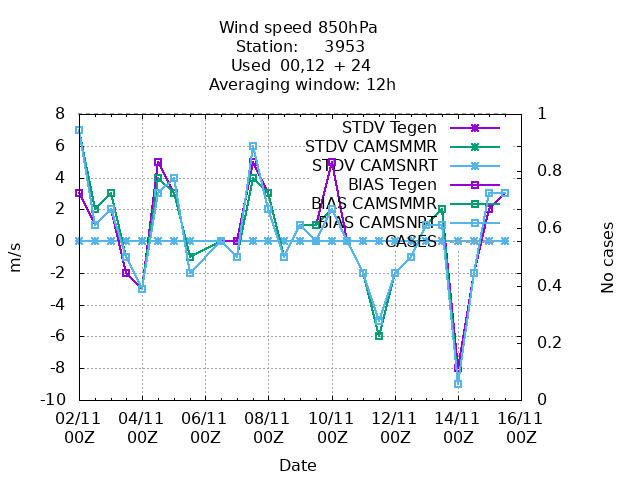 Wind speed 850hPa
Station: 3953
Used 00,12 + 24
Averaging window: 12h
8
6
4
2
0
-2
-4
-6
-8
-10
m/s
1
0.8
0.6
0.4
0.2
0
No cases
STDV Tegen
STDV CAMSMMR
STDV CAMSNRT
BIAS Tegen
BIAS CAMSMMR
BIAS CAMSNRT
CASES
02/11 04/11 06/11 08/11 10/11 12/11 14/11 16/11
00Z 00Z 00Z 00Z 00Z 00Z 00Z 00Z
Date